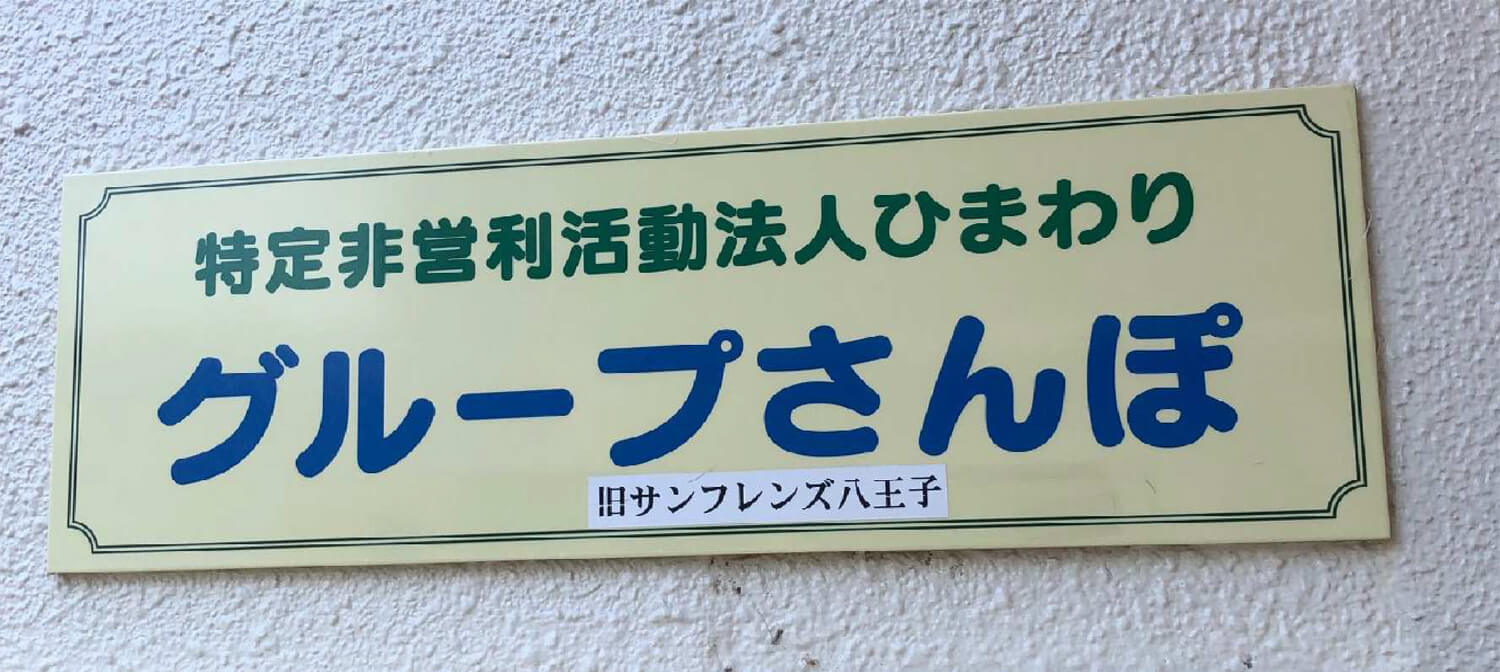 特定非営利活動法人ひまわり
グループさんぽ
旧サンフレンズ八王子